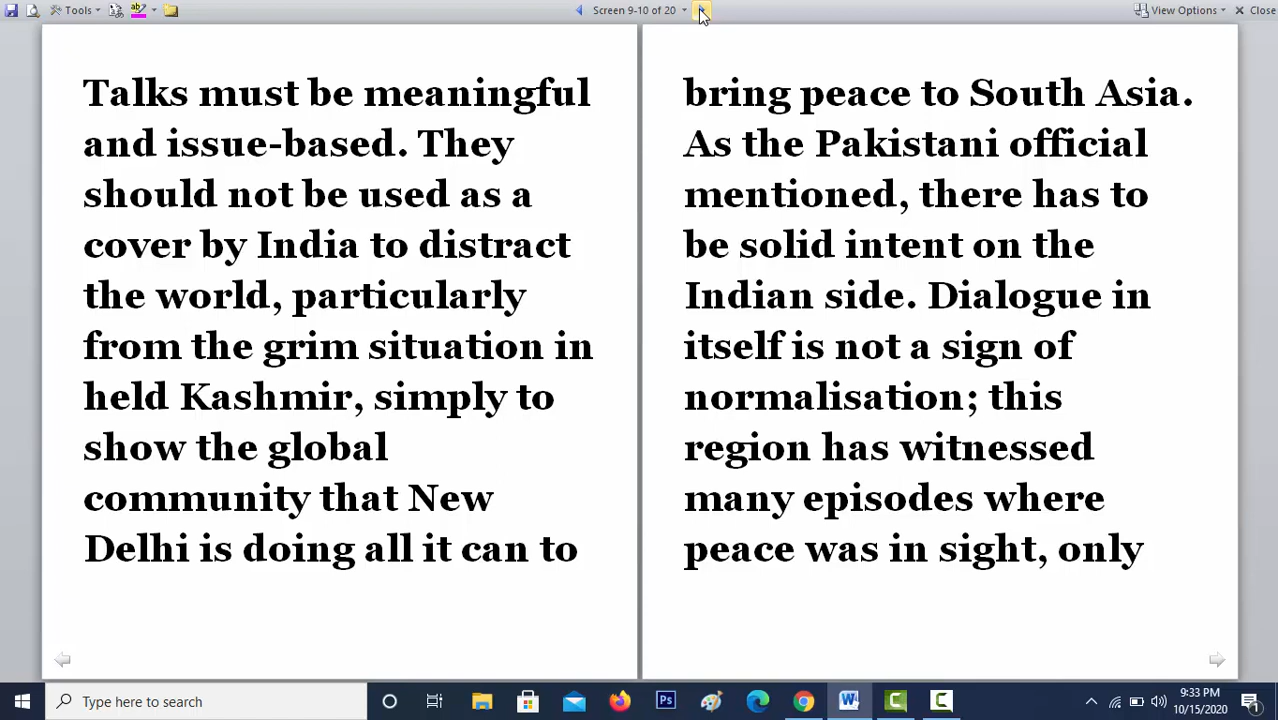 Tools
Screen 9-10 of 20
View Options
Close
Talks must be meaningful
and issue-based. They
should not be used as a
cover by India to distract
the world, particularly
from the grim situation in
held Kashmir, simply to
show the global
community that New
Delhi is doing all it can to
bring peace to South Asia.
As the Pakistani official
mentioned, there has to
be solid intent on the
Indian side. Dialogue in
itself is not a sign of
normalisation; this
region has witnessed
many episodes where
peace was in sight, only
Type here to search
Ps
W
C
C
9:33 PM
10/15/2020
1